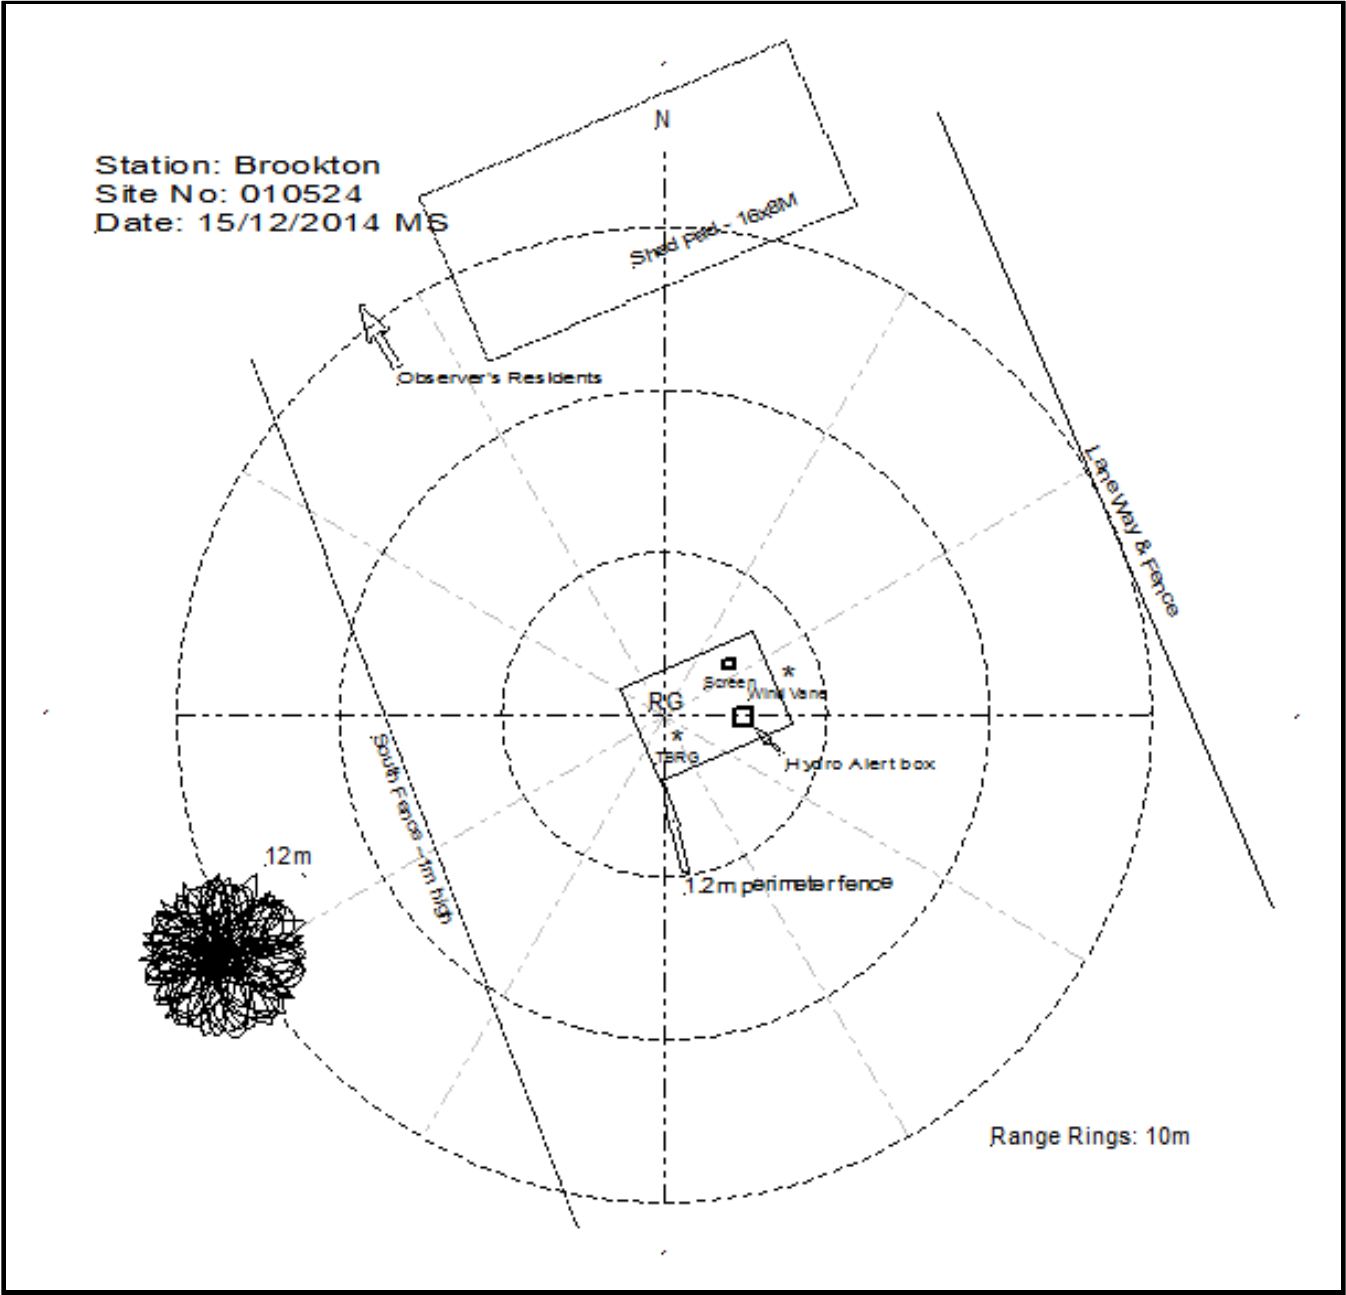 N
Station: Brookton
Site No: 010524
Date: 15/12/2014 MS
Shed Pad - 16x8M
Observer's Residents
Lane Way & Fence
Screen
Wind Vane
RG
*
*
TBRG
Hydro Alert box
South Fence - 1m high
12m
1.2m perimeter fence
Range Rings: 10m